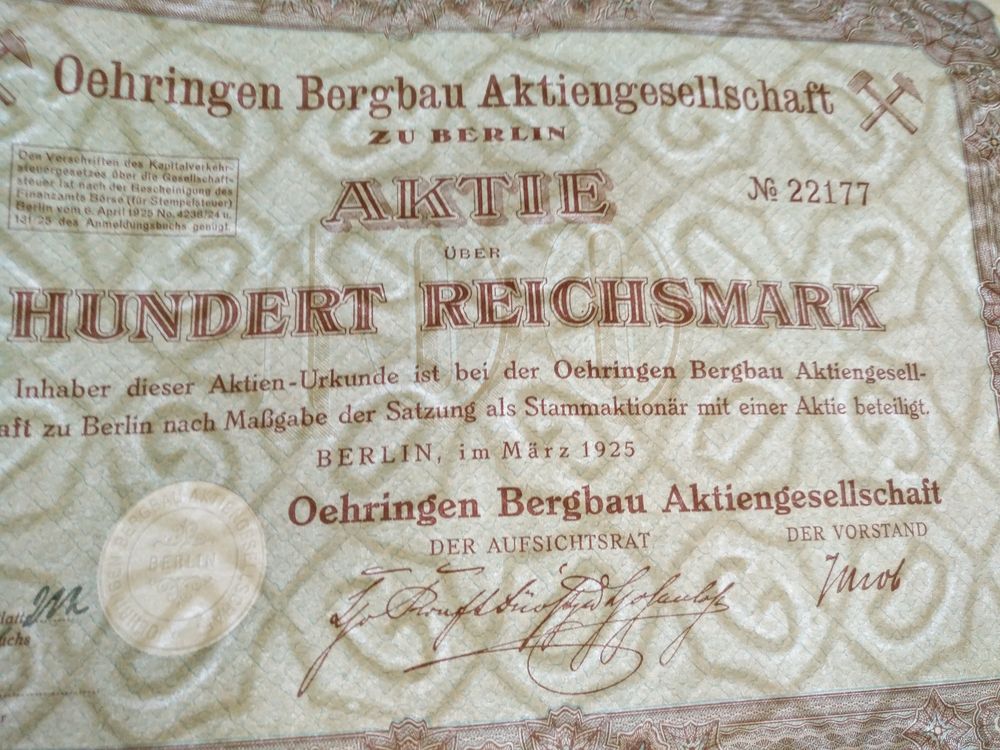 Oehringen Bergbau Aktiengesellschaft
ZU BERLIN
Den Vorschriften des Kapitalverkehr-
steuergesetzes über die Gesellschaft-
steuer ist nach der Bescheinigung des
Finanzamts Börse (für Stempelsteuer)
Berlin vom 6. April 1925 No. 4236/24 u.
131/25 des Anmeldungsbuchs genügt.
AKTIE
№ 22177
ÜBER
100
HUNDERT REICHSMARK
Inhaber dieser Aktien-Urkunde ist bei der Oehringen Bergbau Aktiengesell-
aft zu Berlin nach Maßgabe der Satzung als Stammaktionär mit einer Aktie beteiligt.
BERLIN, im März 1925
Oehringen Bergbau Aktiengesellschaft
DER AUFSICHTSRAT
DER VORSTAND
BERLIN